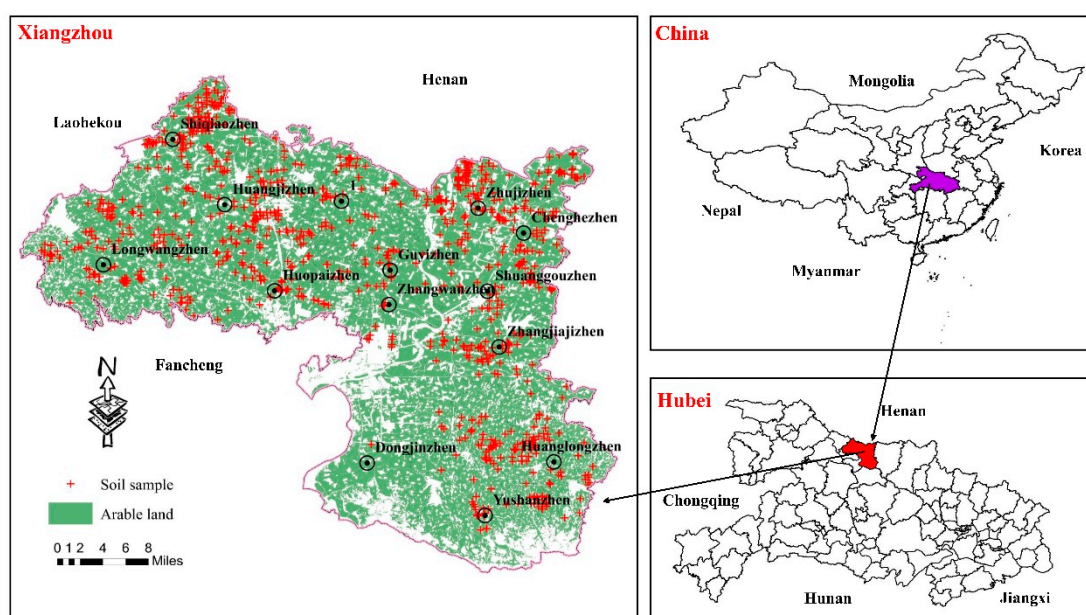 Xiangzhou
Henan
Laohekou
Shiqiaozhen
Huangjizhen
1
Zhujizhen
Chenghezhen
Longwangzhen
Guyizhen
Huopaizhen
Shuanggouzhen
Zhangwanzhen
Zhangjiajizhen
Fancheng
N
Dongjinzhen
Huanglongzhen
Yushanzhen
Soil sample
Arable land
0 1 2 4 6 8
Miles
China
Mongolia
Korea
Nepal
Myanmar
Hubei
Henan
Chongqing
Hunan
Jiangxi